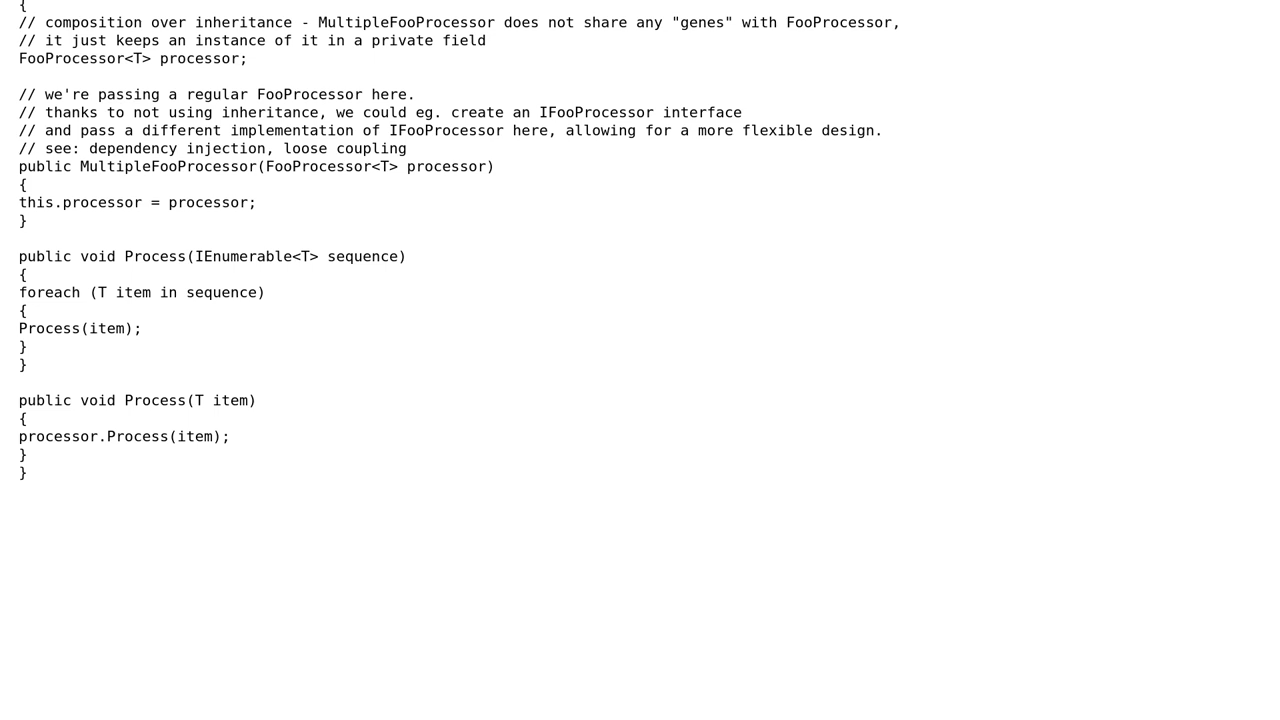 {
// composition over inheritance - MultipleFooProcessor does not share any "genes" with FooProcessor,
// it just keeps an instance of it in a private field
FooProcessor<T> processor;

// we're passing a regular FooProcessor here.
// thanks to not using inheritance, we could eg. create an IFooProcessor interface
// and pass a different implementation of IFooProcessor here, allowing for a more flexible design.
// see: dependency injection, loose coupling
public MultipleFooProcessor(FooProcessor<T> processor)
{
this.processor = processor;
}

public void Process(IEnumerable<T> sequence)
{
foreach (T item in sequence)
{
Process(item);
}
}

public void Process(T item)
{
processor.Process(item);
}
}